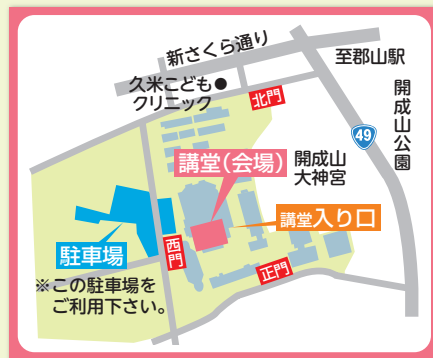 新さくら通り
至郡山駅
久米こども●
クリニック
北門
開成山公園
49
講堂(会場)
開成山
大神宮
講堂入り口
駐車場
西門
正門
※この駐車場を
ご利用下さい。